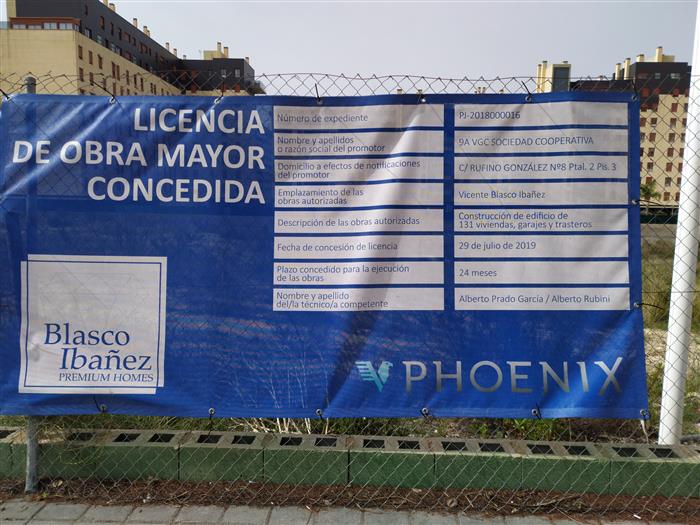 LICENCIA
DE OBRA MAYOR
CONCEDIDA
Número de expediente
PJ-2018000016
Nombre y apellidos
o razón social del promotor
9A VGC SOCIEDAD COOPERATIVA
Domicilio a efectos de notificaciones
del promotor
C/ RUFINO GONZÁLEZ Nº8 Ptal. 2 Pis. 3
Emplazamiento de las
obras autorizadas
Vicente Blasco Ibañez
Descripción de las obras autorizadas
Construcción de edificio de
131 viviendas, garajes y trasteros
Fecha de concesión de licencia
29 de julio de 2019
Plazo concedido para la ejecución
de las obras
24 meses
Nombre y apellido
del/la técnico/a competente
Alberto Prado García / Alberto Rubini
Blasco
Ibañez
PREMIUM HOMES
PHOENIX